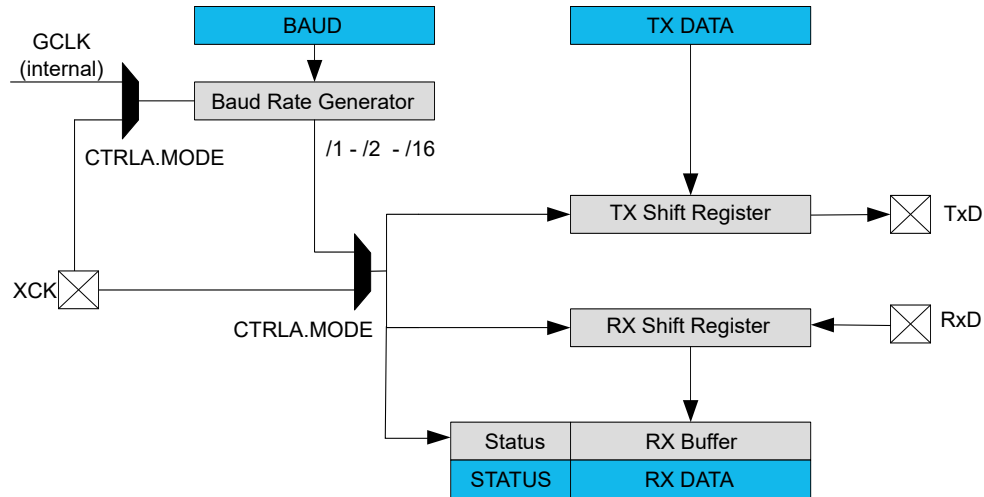 BAUD
TX DATA
GCLK
(internal)
Baud Rate Generator
CTRLA.MODE
/1 - /2 - /16
TX Shift Register
TxD
XCK
CTRLA.MODE
RX Shift Register
RxD
Status
RX Buffer
STATUS
RX DATA